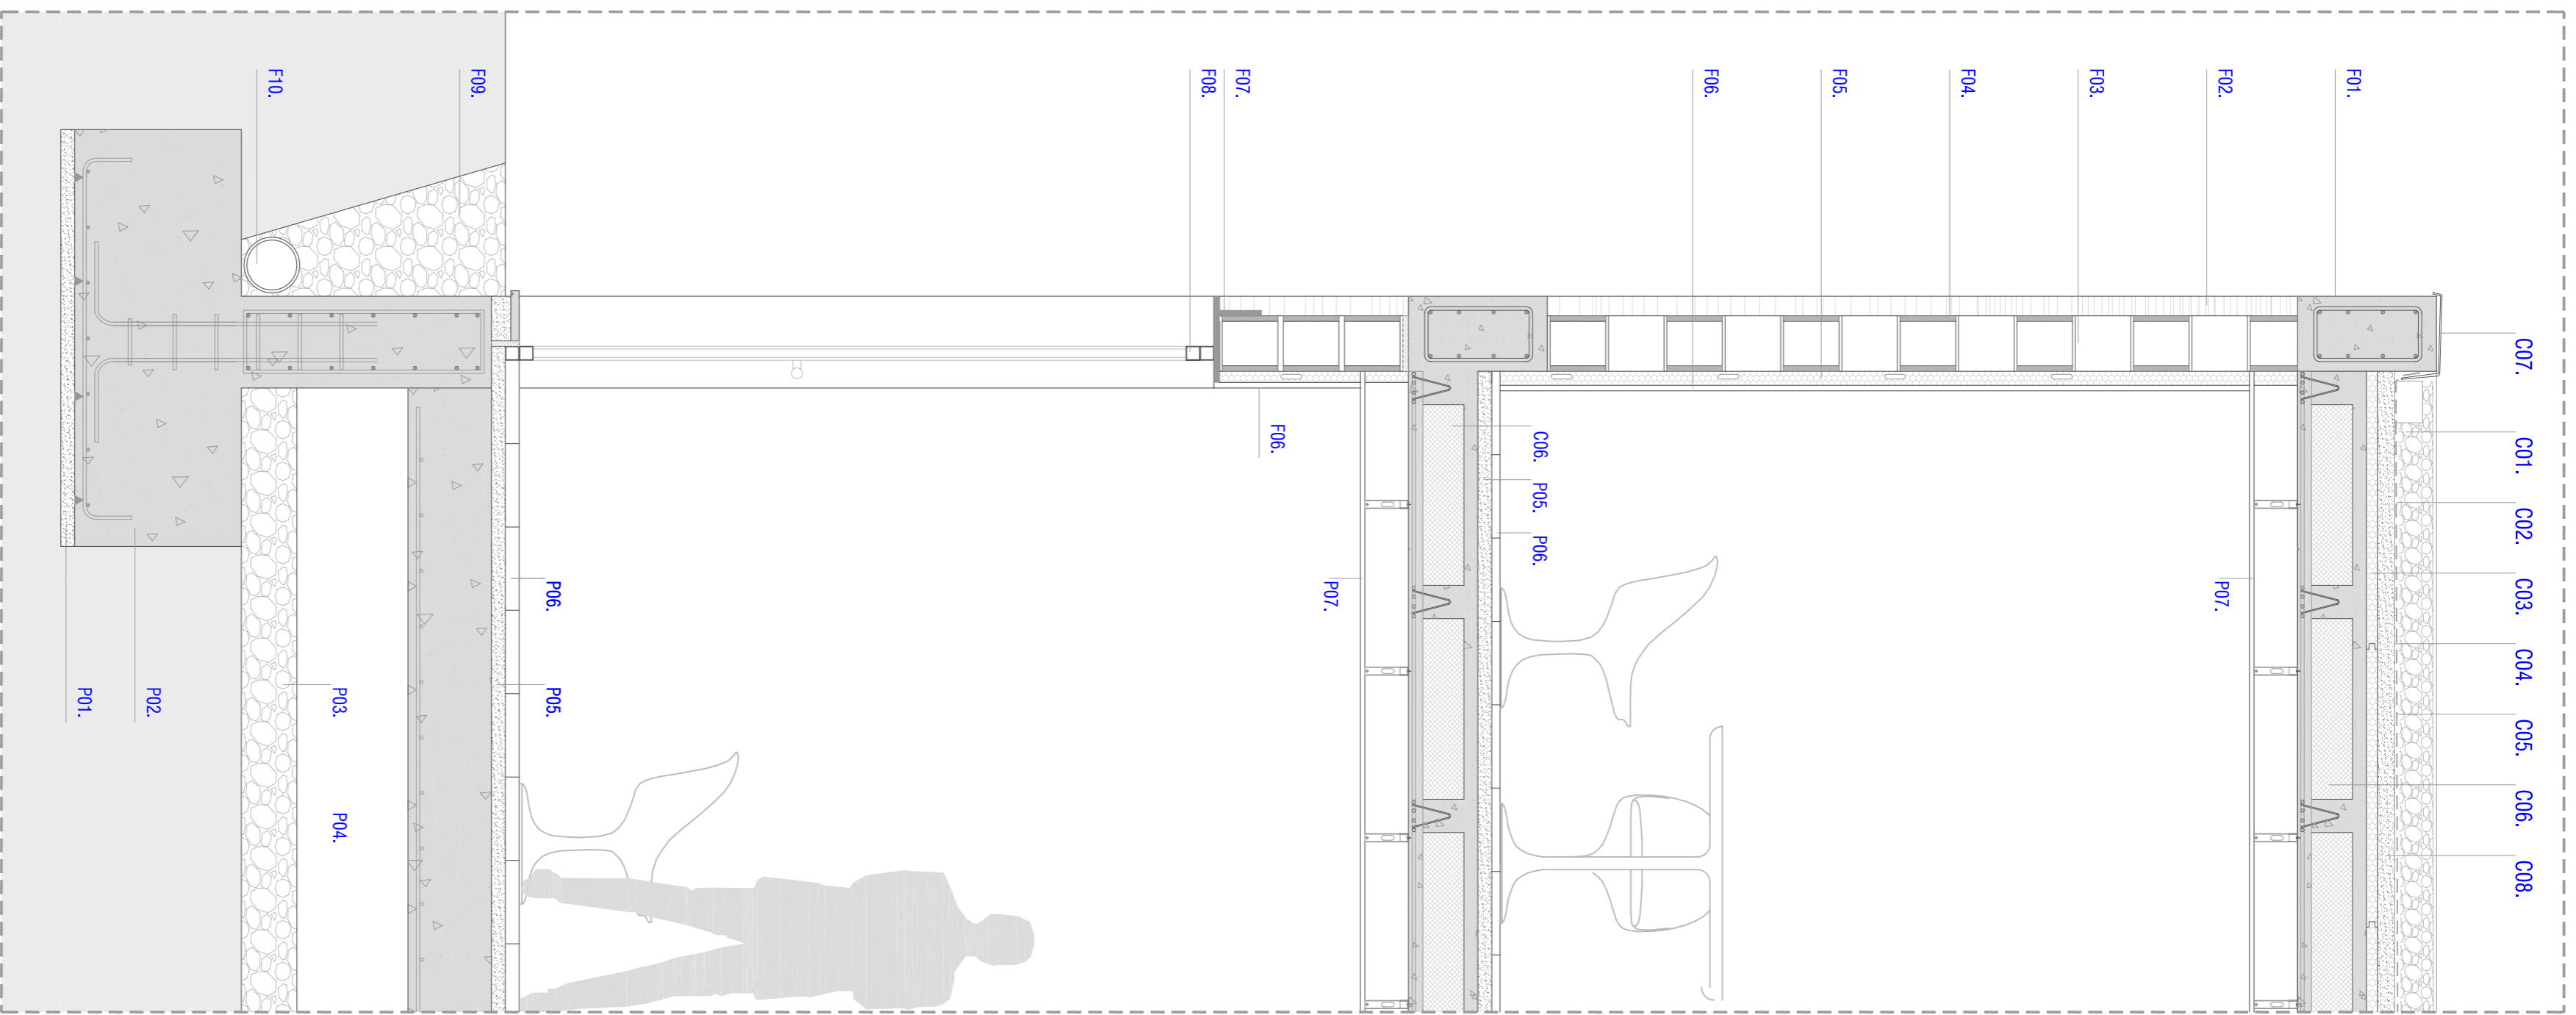 F10.
F09.
F08.
F07.
F06.
F05.
F04.
F03.
F02.
F01.
C07.
C01.
C02.
C03.
C04.
C05.
C06.
C08.
F06.
C06.
P05.
P06.
P07.
P07.
P06.
P05.
P03.
P04.
P01.
P02.